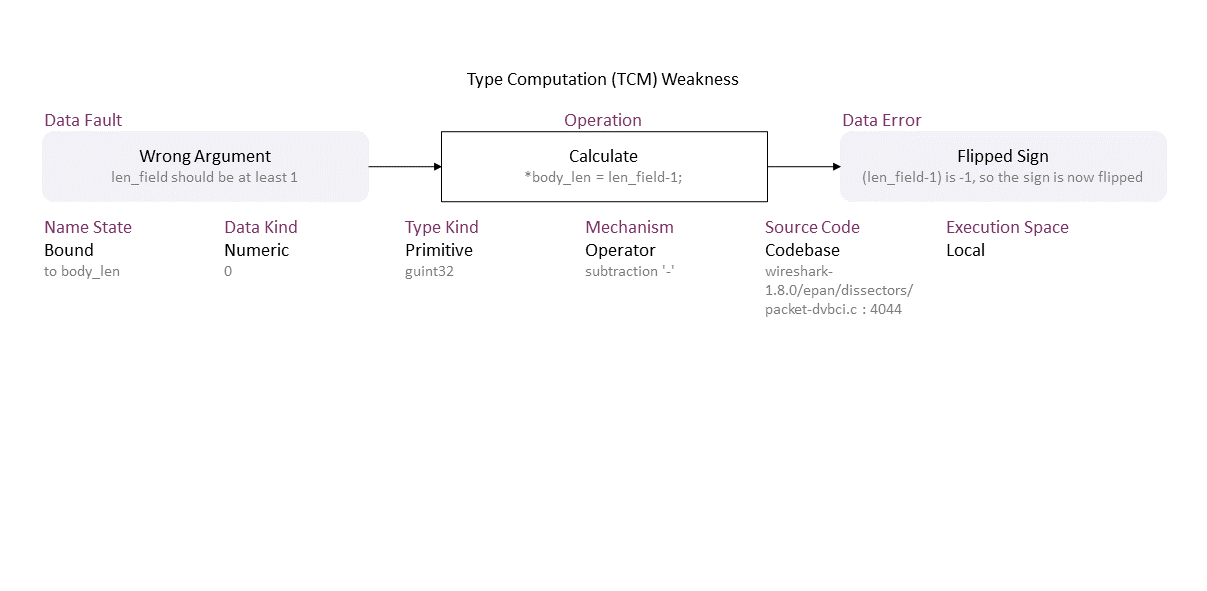 Type Computation (TCM) Weakness
Data Fault
Operation
Data Error
Wrong Argument
len_field should be at least 1
Calculate
*body_len = len_field-1;
Flipped Sign
(len_field-1) is -1, so the sign is now flipped
Name State
Bound
to body_len
Data Kind
Numeric
0
Type Kind
Primitive
guint32
Mechanism
Operator
subtraction '-'
Source Code
Codebase
wireshark-
1.8.0/epan/dissectors/
packet-dvbci.c : 4044
Execution Space
Local